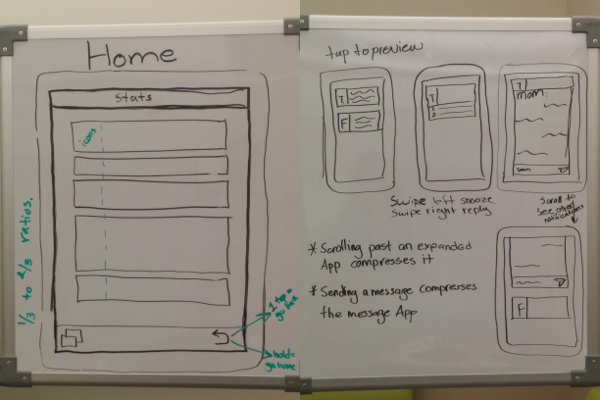 Home
Stats
icons
1/3 to 2/3 ratios.
1 tap =
go back
hold =
go home
tap to preview
T
F
T
T
mom:
Swipe left snooze
Swipe right reply
Scroll to
see other
notifications
* Scrolling past an expanded
App compresses it
* Sending a message compresses
the message App
F